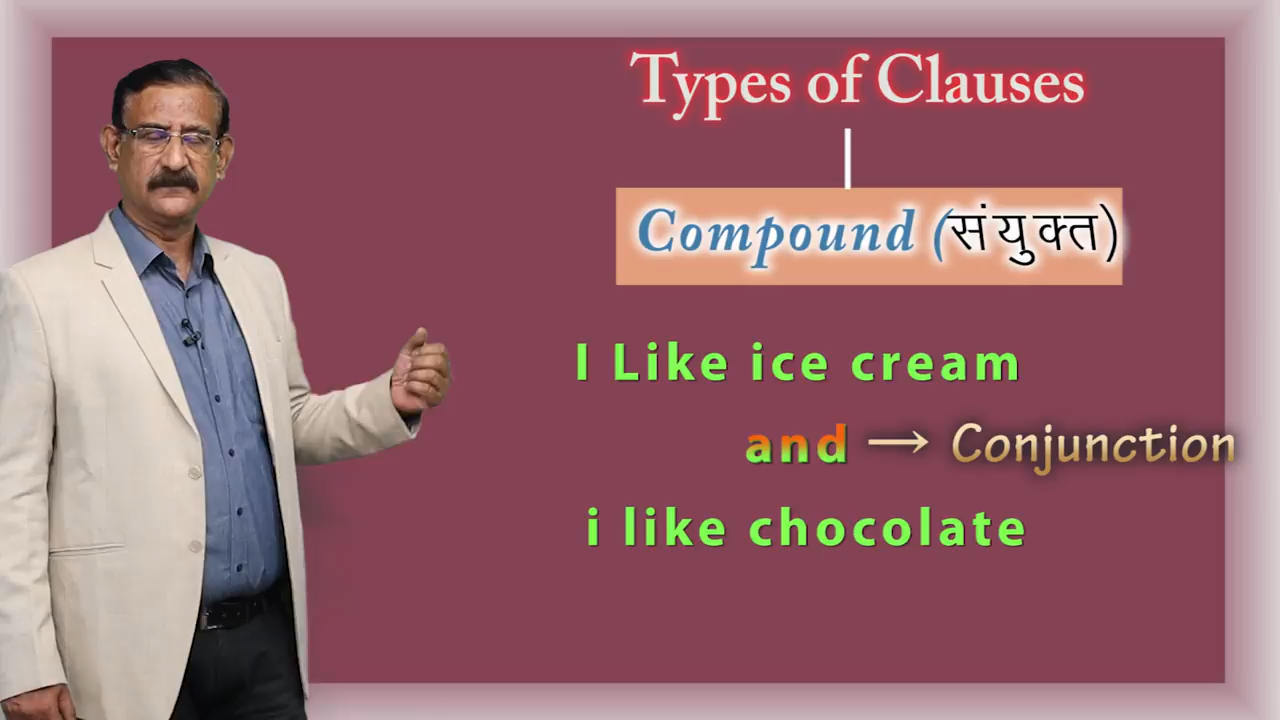 Types of Clauses
Compound (संयुक्त)
I Like ice cream
and → Conjunction
i like chocolate